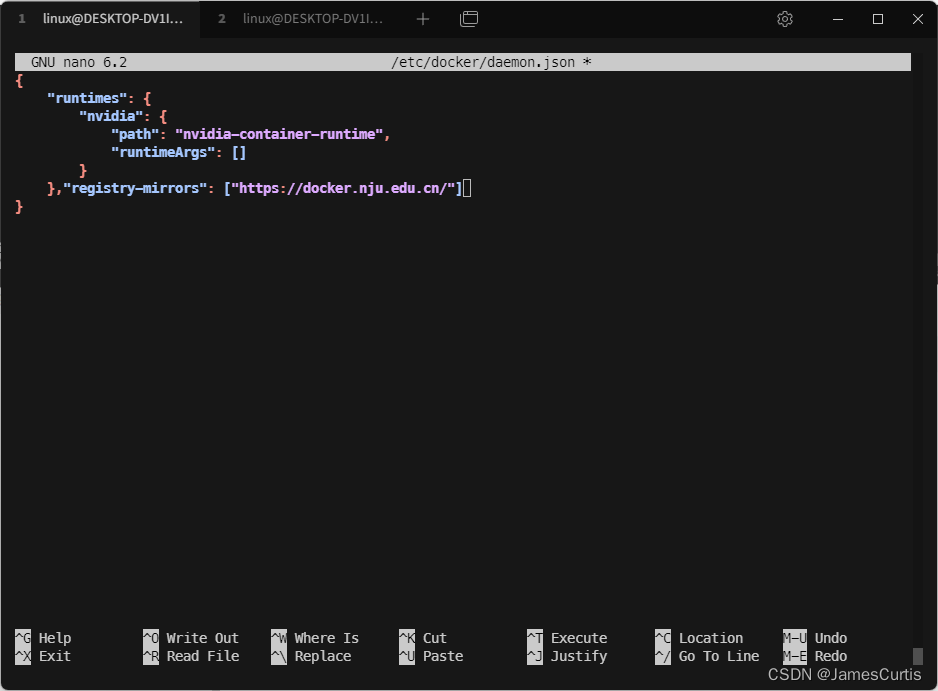 1 linux@DESKTOP-DV1I... 2 linux@DESKTOP-DV1I...
GNU nano 6.2 /etc/docker/daemon.json *
{
    "runtimes": {
        "nvidia": {
            "path": "nvidia-container-runtime",
            "runtimeArgs": []
        }
    },"registry-mirrors": ["https://docker.nju.edu.cn/"]
}
^G Help ^O Write Out ^W Where Is ^K Cut ^T Execute ^C Location M-U Undo
^X Exit ^R Read File ^\ Replace ^U Paste ^J Justify ^/ Go To Line M-E Redo
CSDN @JamesCurtis